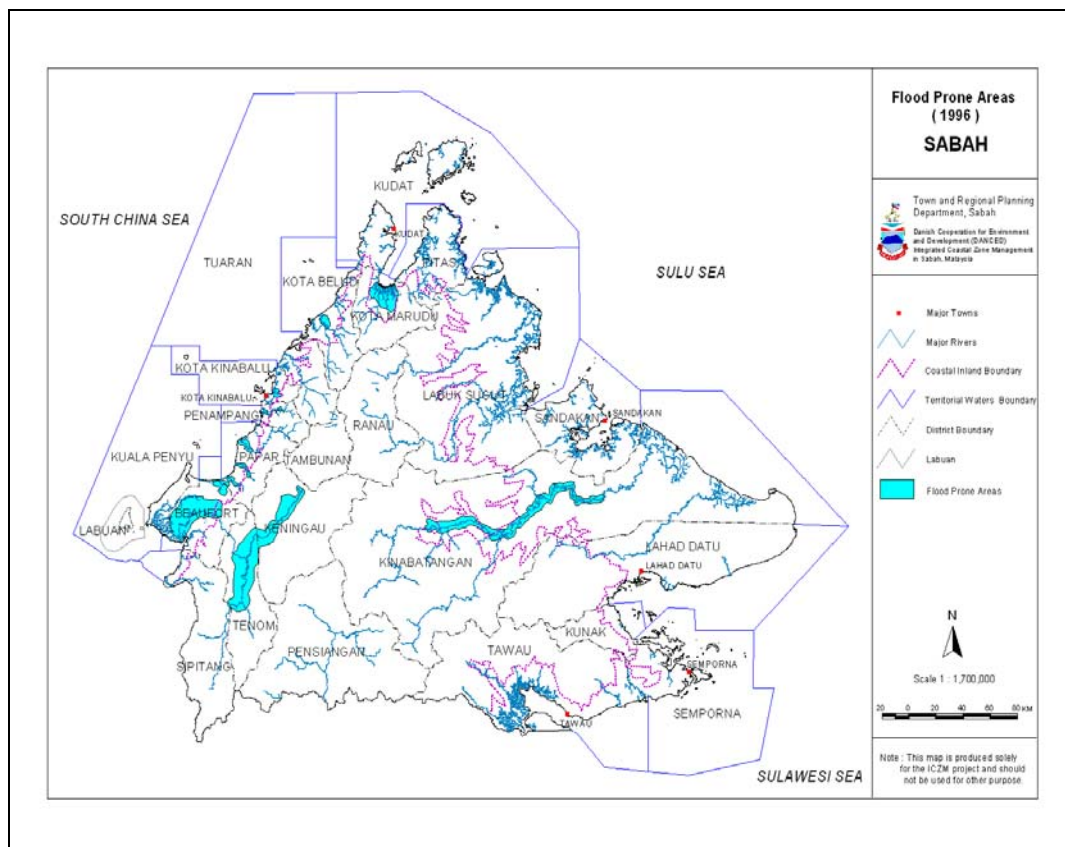 Flood Prone Areas
( 1996 )
SABAH
Town and Regional Planning
Department, Sabah
Danish Cooperation for Environment
and Development (DANCED)
Integrated Coastal Zone Management
in Sabah, Malaysia
Major Towns
Major Rivers
Coastal Inland Boundary
Territorial Waters Boundary
District Boundary
Labuan
Flood Prone Areas
N
Scale 1 : 1,700,000
20 0 20 40 60 80 KM
Note : This map is produced solely
for the ICZM project and should
not be used for other purpose.
SOUTH CHINA SEA
SULU SEA
SULAWESI SEA
KUDAT
KUDAT
PITAS
TUARAN
KOTA BELUD
KOTA MARUDU
KOTA KINABALU
KOTA KINABALU
PENAMPANG
LABUK SUGUT
RANAU
SANDAKAN
SANDAKAN
KUALA PENYU
PAPAR
TAMBUNAN
BEAUFORT
LABUAN
KENINGAU
KINABATANGAN
LAHAD DATU
LAHAD DATU
TENOM
SIPITANG
PENSIANGAN
TAWAU
KUNAK
SEMPORNA
SEMPORNA
TAWAU